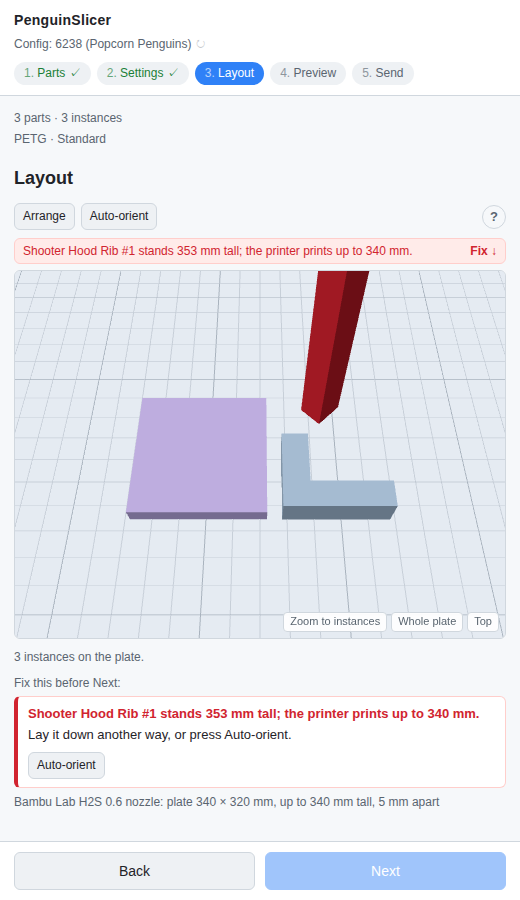 PenguinSlicer
Config: 6238 (Popcorn Penguins)
1. Parts ✓ 2. Settings ✓ 3. Layout 4. Preview 5. Send
3 parts · 3 instances
PETG · Standard
Layout
Arrange Auto-orient ?
Shooter Hood Rib #1 stands 353 mm tall; the printer prints up to 340 mm. Fix ↓
Zoom to instances Whole plate Top
3 instances on the plate.
Fix this before Next:
Shooter Hood Rib #1 stands 353 mm tall; the printer prints up to 340 mm.
Lay it down another way, or press Auto-orient.
Auto-orient
Bambu Lab H2S 0.6 nozzle: plate 340 × 320 mm, up to 340 mm tall, 5 mm apart
Back Next